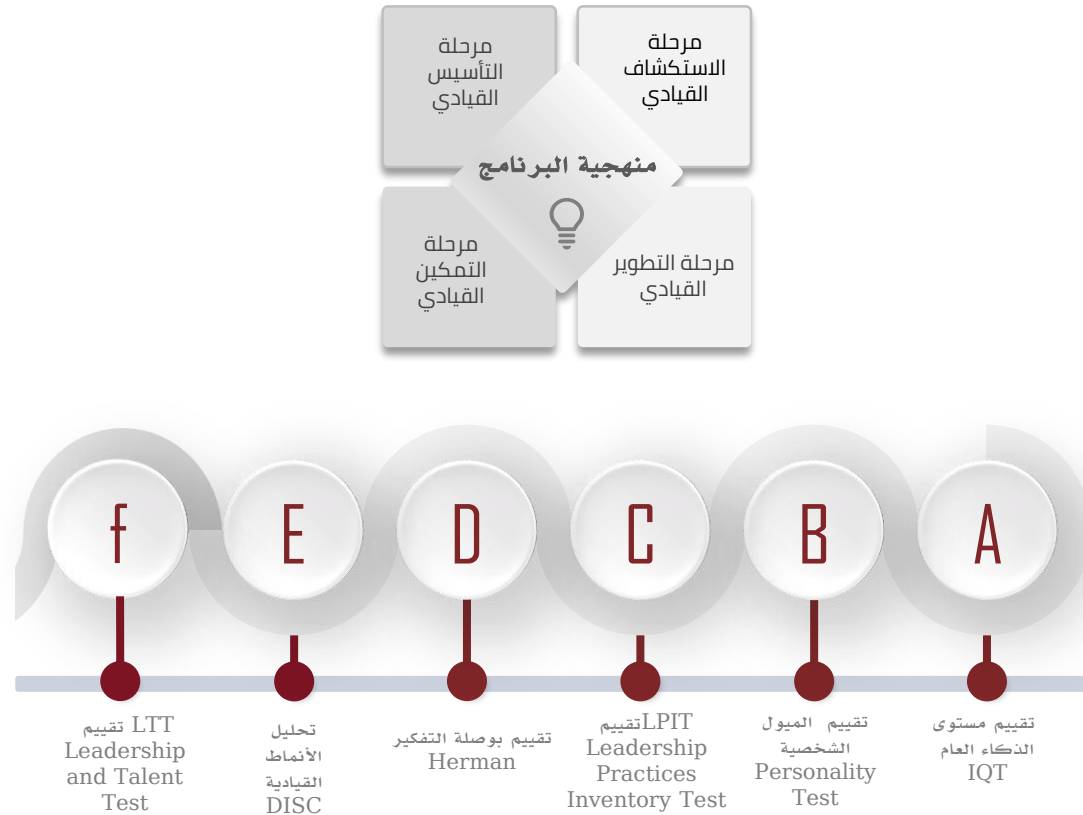 مرحلة
الاستكشاف
القيادي
مرحلة
التأسيس
القيادي
منهجية البرنامج
مرحلة التطوير
القيادي
مرحلة
التمكين
القيادي
A
B
C
D
E
f
تقييم مستوى
الذكاء العام
IQT
تقييم الميول
الشخصية
Personality
Test
تقييمLPIT
Leadership
Practices
Inventory Test
تقييم بوصلة التفكير
Herman
تحليل
الأنماط
القيادية
DISC
تقييم LTT
Leadership
and Talent
Test